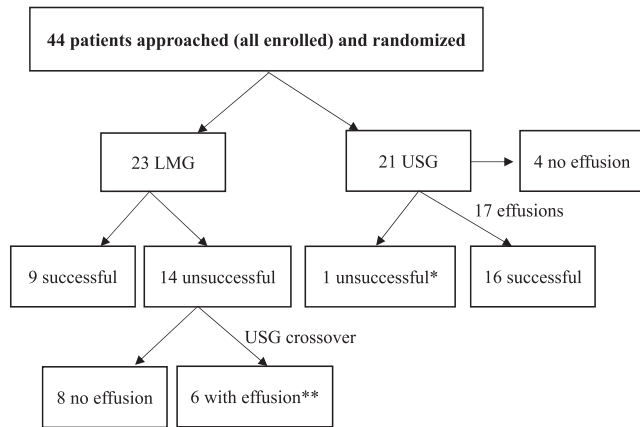 44 patients approached (all enrolled) and randomized
23 LMG
21 USG
4 no effusion
17 effusions
9 successful
14 unsuccessful
1 unsuccessful*
16 successful
USG crossover
8 no effusion
6 with effusion**